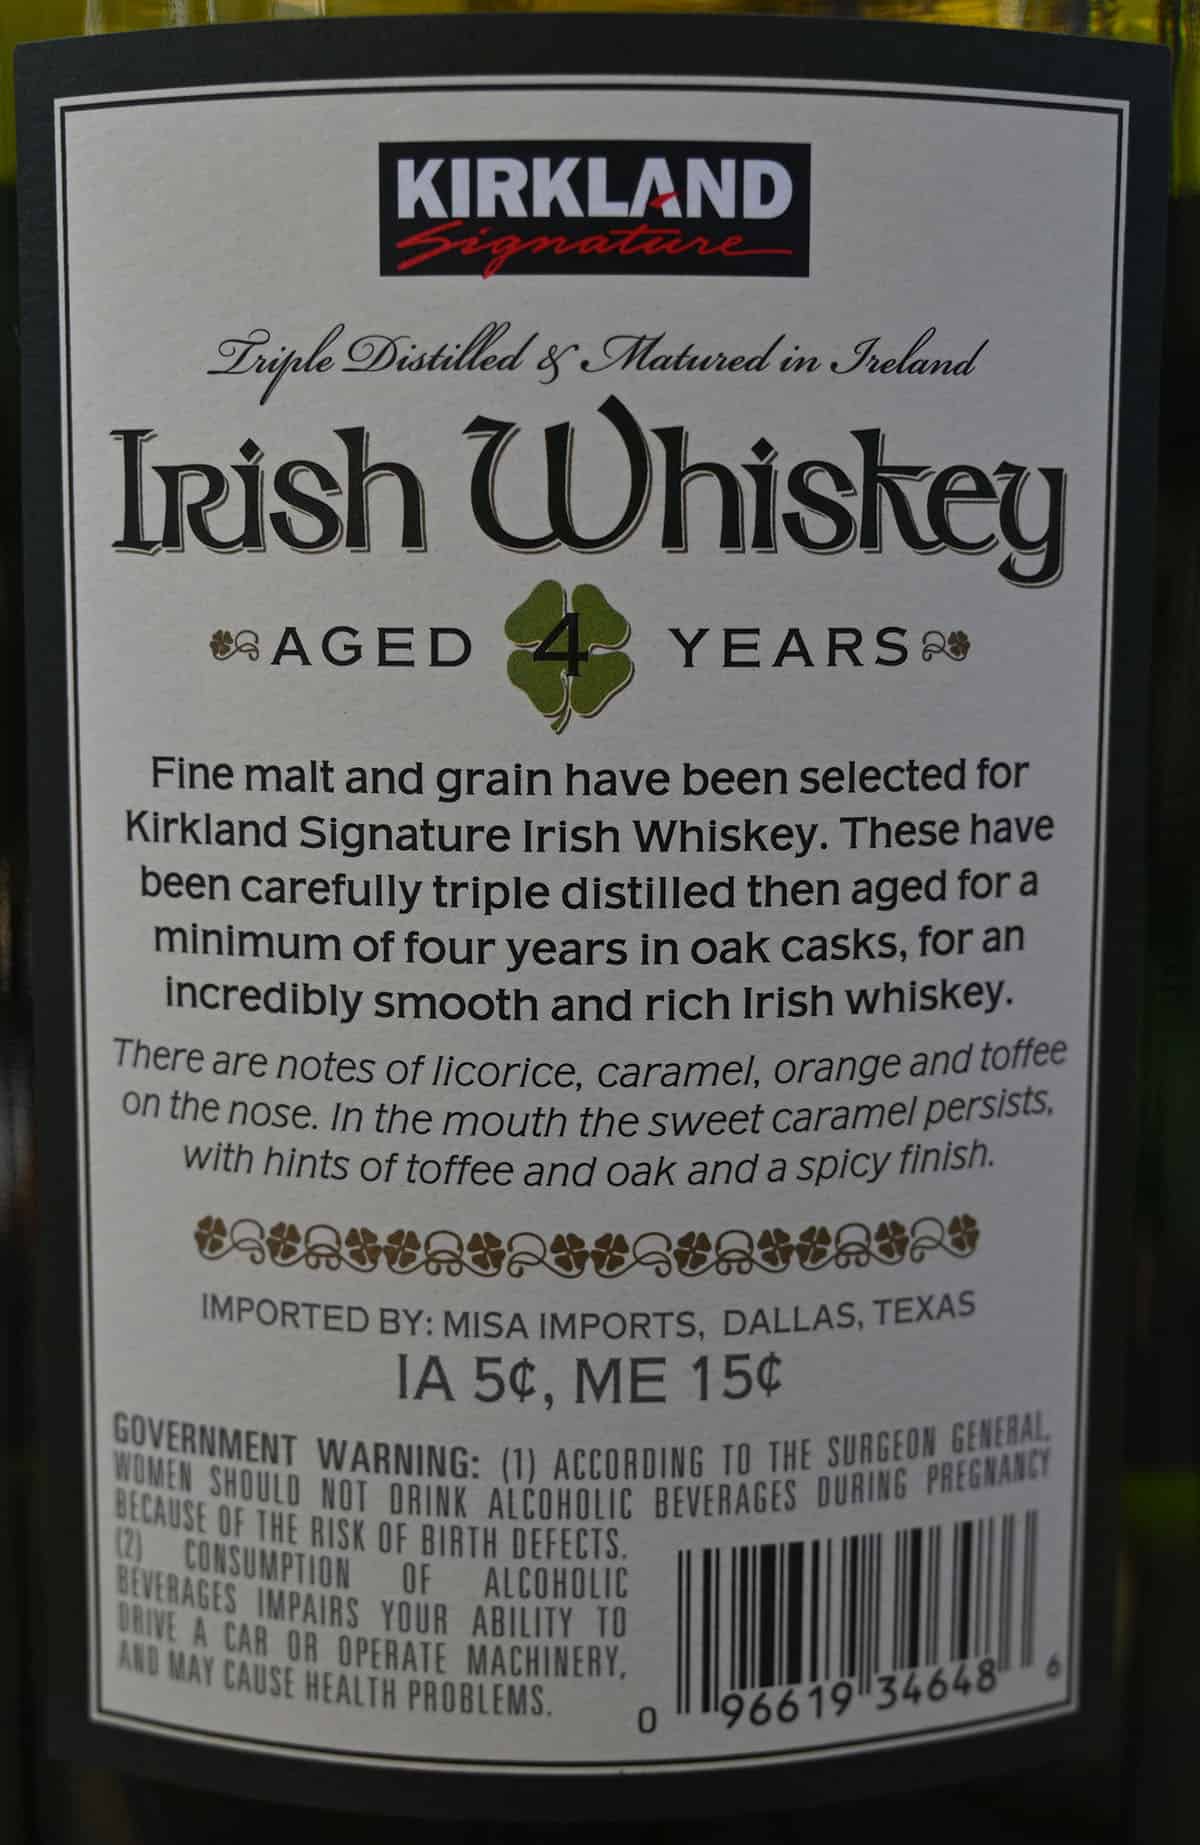 KIRKLAND
Signature
Triple Distilled & Matured in Ireland
Irish Whiskey
AGED 4 YEARS
Fine malt and grain have been selected for
Kirkland Signature Irish Whiskey. These have
been carefully triple distilled then aged for a
minimum of four years in oak casks, for an
incredibly smooth and rich Irish whiskey.
There are notes of licorice, caramel, orange and toffee
on the nose. In the mouth the sweet caramel persists,
with hints of toffee and oak and a spicy finish.
IMPORTED BY: MISA IMPORTS, DALLAS, TEXAS
IA 5¢, ME 15¢
GOVERNMENT WARNING: (1) ACCORDING TO THE SURGEON GENERAL,
WOMEN SHOULD NOT DRINK ALCOHOLIC BEVERAGES DURING PREGNANCY
BECAUSE OF THE RISK OF BIRTH DEFECTS.
(2) CONSUMPTION OF ALCOHOLIC
BEVERAGES IMPAIRS YOUR ABILITY TO
DRIVE A CAR OR OPERATE MACHINERY,
AND MAY CAUSE HEALTH PROBLEMS.
0 96619 34648 6